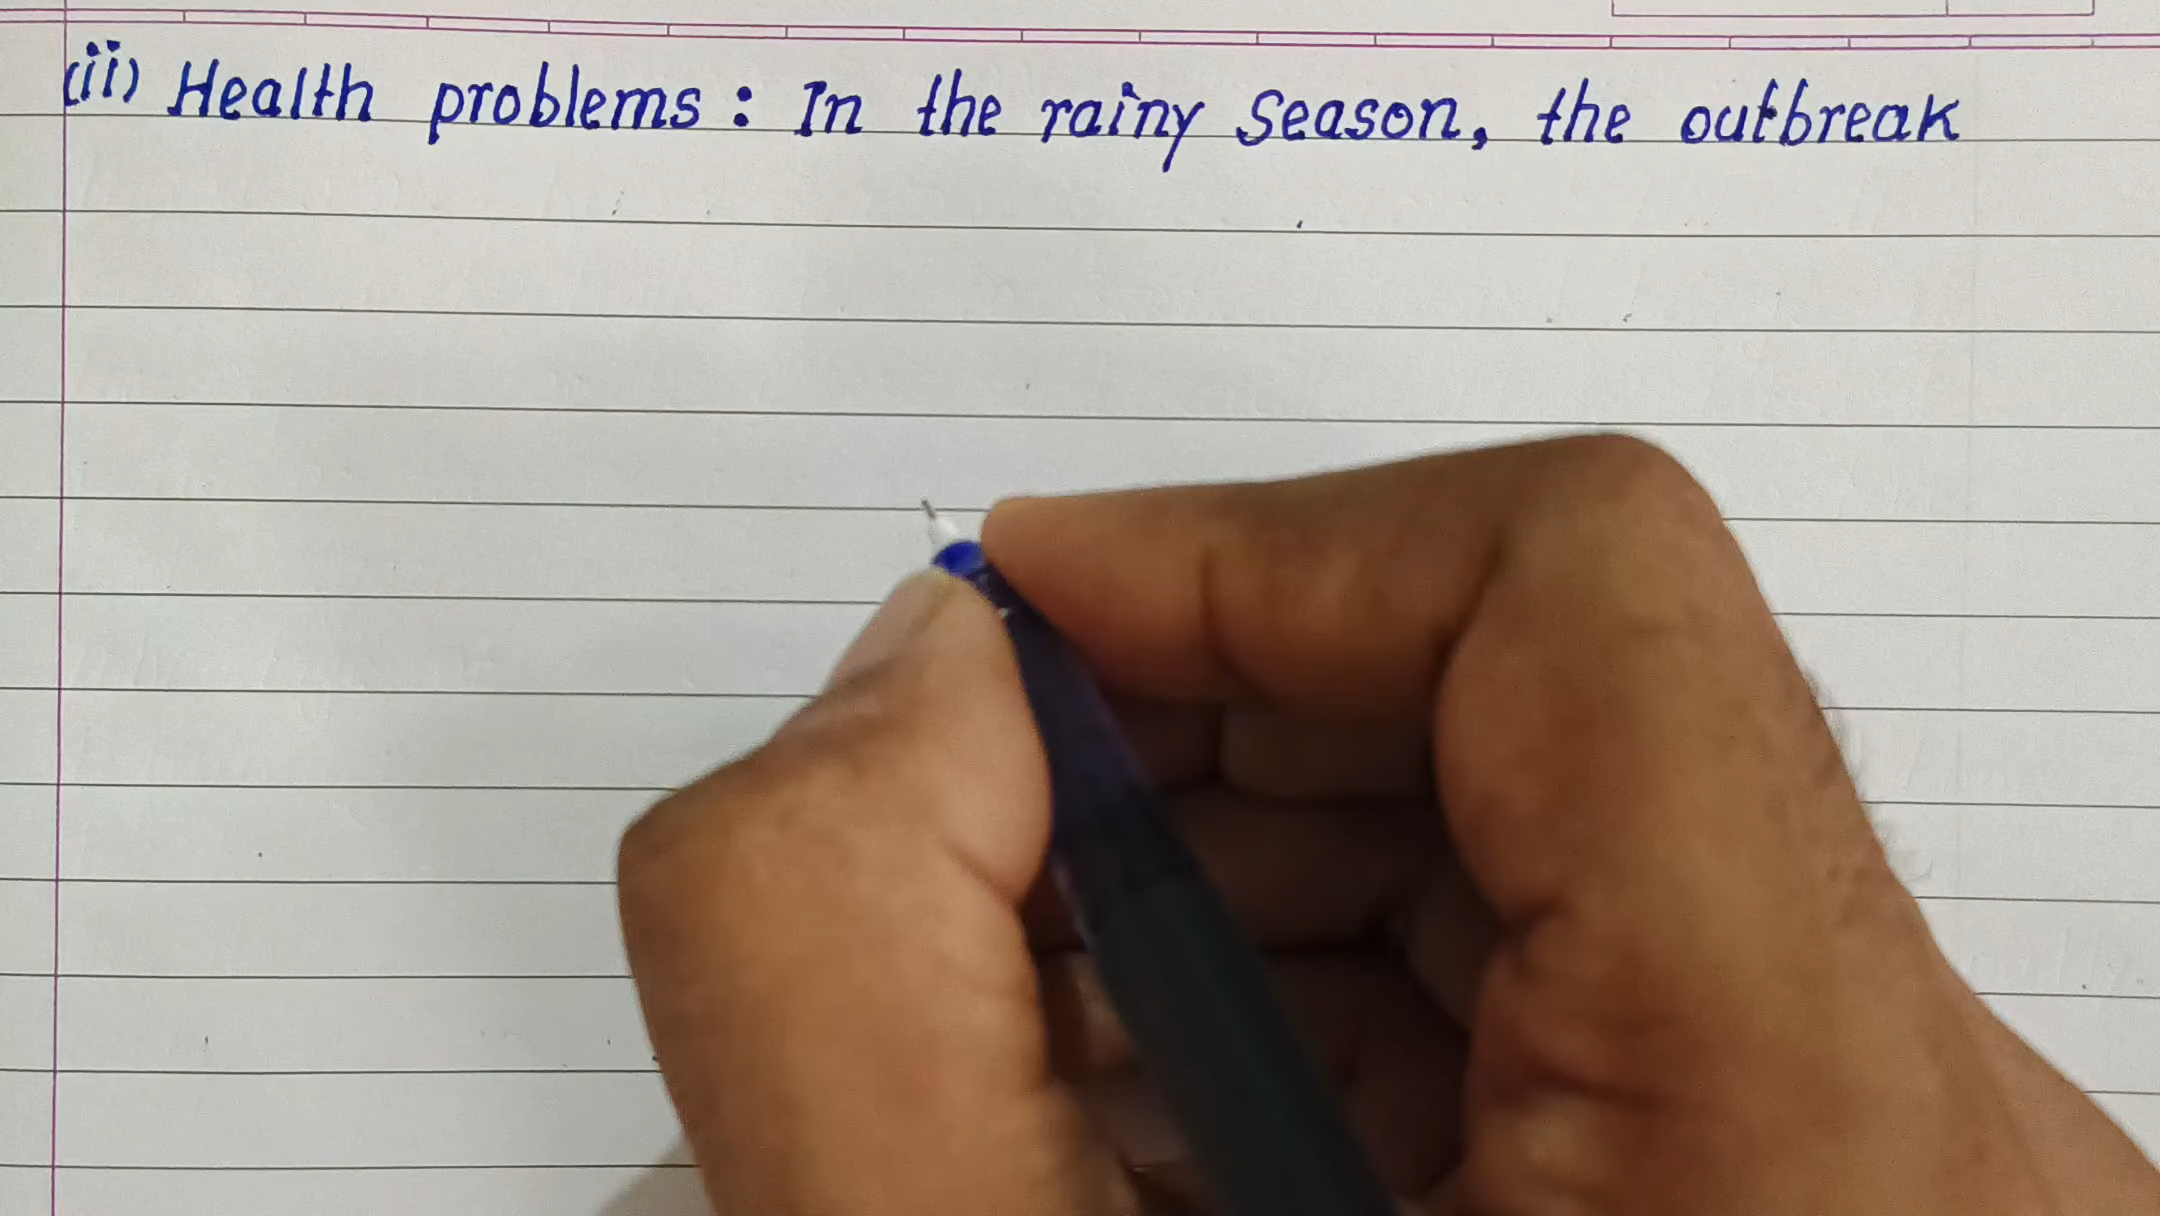 (ii) Health problems : In the rainy season, the outbreak